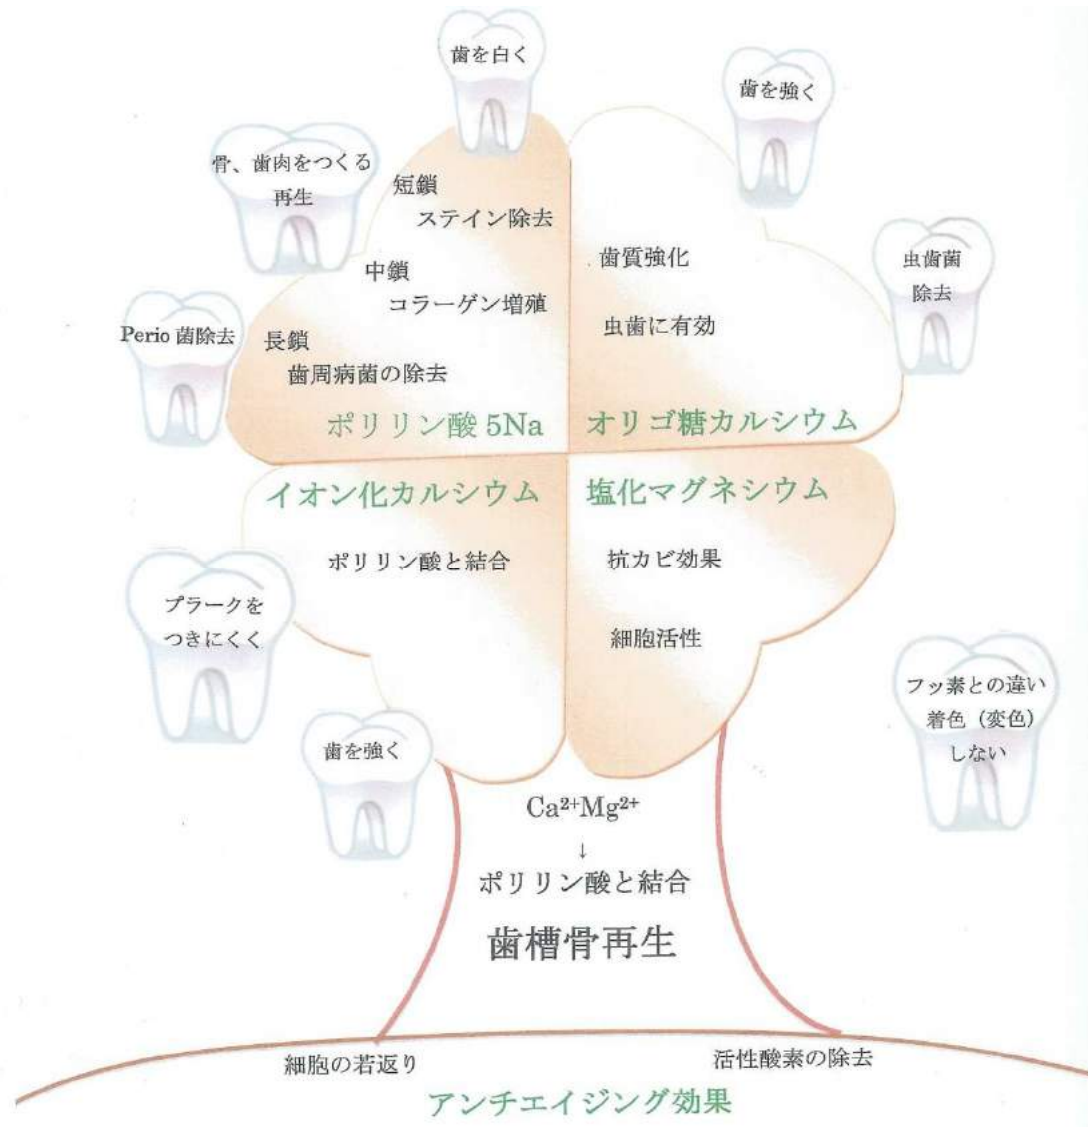 歯を白く
歯を強く
骨、歯肉をつくる
再生
短鎖
ステイン除去
中鎖
コラーゲン増殖
Perio 菌除去
長鎖
歯周病菌の除去
ポリリン酸 5Na
歯質強化
虫歯に有効
オリゴ糖カルシウム
虫歯菌
除去
イオン化カルシウム
ポリリン酸と結合
塩化マグネシウム
抗カビ効果
細胞活性
プラークを
つきにくく
歯を強く
フッ素との違い
着色（変色）
しない
Ca²⁺Mg²⁺
↓
ポリリン酸と結合
歯槽骨再生
細胞の若返り
活性酸素の除去
アンチエイジング効果